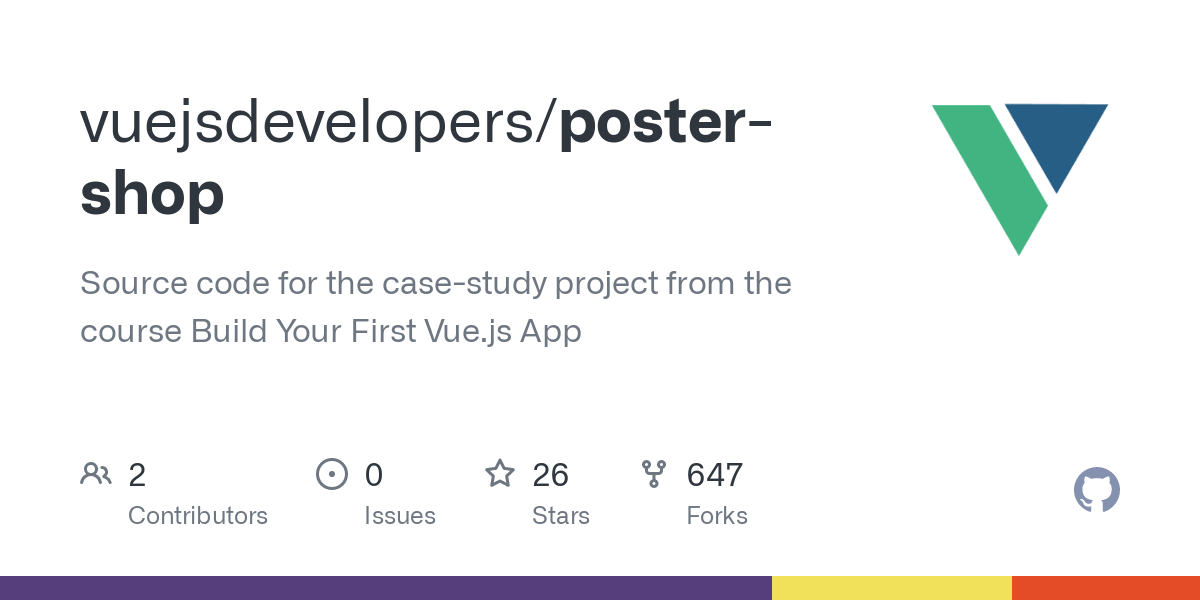 vuejsdevelopers/poster-
shop
Source code for the case-study project from the
course Build Your First Vue.js App
2 0 26 647
Contributors Issues Stars Forks